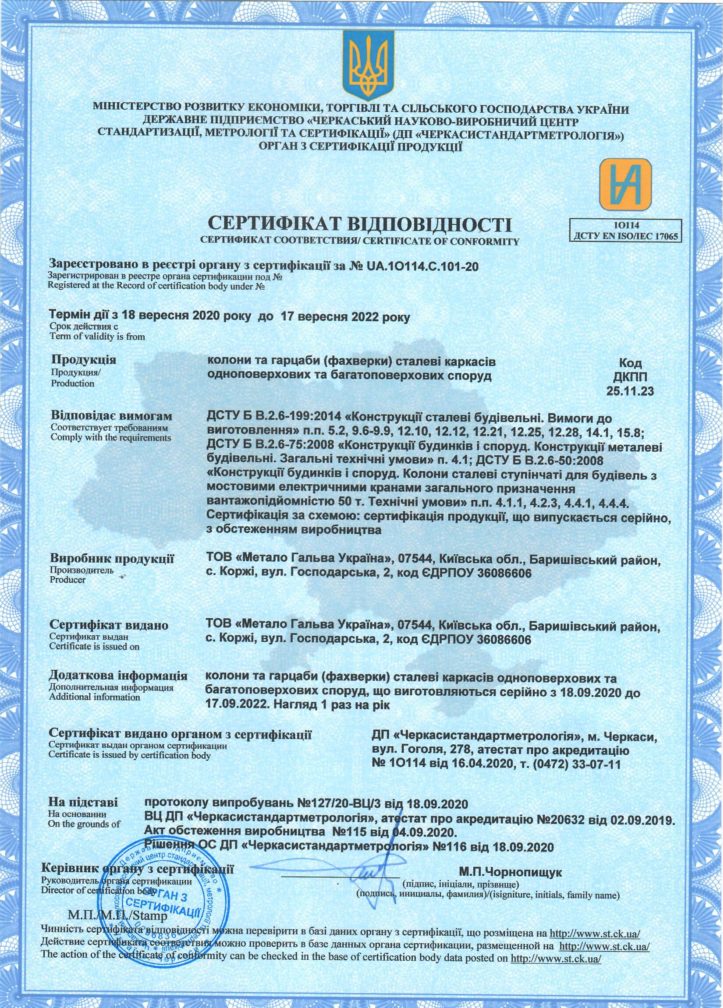 МІНІСТЕРСТВО РОЗВИТКУ ЕКОНОМІКИ, ТОРГІВЛІ ТА СІЛЬСЬКОГО ГОСПОДАРСТВА УКРАЇНИ
ДЕРЖАВНЕ ПІДПРИЄМСТВО «ЧЕРКАСЬКИЙ НАУКОВО-ВИРОБНИЧИЙ ЦЕНТР
СТАНДАРТИЗАЦІЇ, МЕТРОЛОГІЇ ТА СЕРТИФІКАЦІЇ» (ДП «ЧЕРКАСИСТАНДАРТМЕТРОЛОГІЯ»)
ОРГАН З СЕРТИФІКАЦІЇ ПРОДУКЦІЇ
СЕРТИФІКАТ ВІДПОВІДНОСТІ
СЕРТИФИКАТ СООТВЕТСТВИЯ/ CERTIFICATE OF CONFORMITY
1О114
ДСТУ EN ISO/IEC 17065
Зареєстровано в реєстрі органу з сертифікації за № UA.1О114.С.101-20
Зарегистрирован в реестре органа сертификации под №
Registered at the Record of certification body under №
Термін дії з 18 вересня 2020 року до 17 вересня 2022 року
Срок действия с
Term of validity is from
Продукція
Продукция/
Production
колони та гарцаби (фахверки) сталеві каркасів
одноповерхових та багатоповерхових споруд
Код
ДКПП
25.11.23
Відповідає вимогам
Соответствует требованиям
Comply with the requirements
ДСТУ Б В.2.6-199:2014 «Конструкції сталеві будівельні. Вимоги до
виготовлення» п.п. 5.2, 9.6-9.9, 12.10, 12.12, 12.21, 12.25, 12.28, 14.1, 15.8;
ДСТУ Б В.2.6-75:2008 «Конструкції будинків і споруд. Конструкції металеві
будівельні. Загальні технічні умови» п. 4.1; ДСТУ Б В.2.6-50:2008
«Конструкції будинків і споруд. Колони сталеві ступінчаті для будівель з
мостовими електричними кранами загального призначення
вантажопідйомністю 50 т. Технічні умови» п.п. 4.1.1, 4.2.3, 4.4.1, 4.4.4.
Сертифікація за схемою: сертифікація продукції, що випускається серійно,
з обстеженням виробництва
Виробник продукції
Производитель
Producer
ТОВ «Метало Гальва Україна», 07544, Київська обл., Баришівський район,
с. Коржі, вул. Господарська, 2, код ЄДРПОУ 36086606
Сертифікат видано
Сертификат выдан
Certificate is issued on
ТОВ «Метало Гальва Україна», 07544, Київська обл., Баришівський район,
с. Коржі, вул. Господарська, 2, код ЄДРПОУ 36086606
Додаткова інформація
Дополнительная информация
Additional information
колони та гарцаби (фахверки) сталеві каркасів одноповерхових та
багатоповерхових споруд, що виготовляються серійно з 18.09.2020 до
17.09.2022. Нагляд 1 раз на рік
Сертифікат видано органом з сертифікації
Сертификат выдан органом сертификации
Certificate is issued by certification body
ДП «Черкасистандартметрологія», м. Черкаси,
вул. Гоголя, 278, атестат про акредитацію
№ 1О114 від 16.04.2020, т. (0472) 33-07-11
На підставі
На основании
On the grounds of
протоколу випробувань №127/20-ВЦ/3 від 18.09.2020
ВЦ ДП «Черкасистандартметрологія», атестат про акредитацію №20632 від 02.09.2019.
Акт обстеження виробництва №115 від 04.09.2020.
Рішення ОС ДП «Черкасистандартметрологія» №116 від 18.09.2020
Керівник органу з сертифікації
Руководитель органа сертификации
Director of certification body
М.П.Чорнопищук
(підпис, ініціали, прізвище)
(подпись, инициалы, фамилия)/(isigniture, initials, family name)
ОРГАН З
СЕРТИФІКАЦІЇ
М.П./М.П./Stamp
Чинність сертифіката відповідності можна перевірити в базі даних органу з сертифікації, що розміщена на http://www.st.ck.ua/
Действие сертификата соответствия можно проверить в базе данных органа сертификации, размещенной на http://www.st.ck.ua/
The action of the certificate of conformity can be checked in the base of certification body data posted on http://www.st.ck.ua/